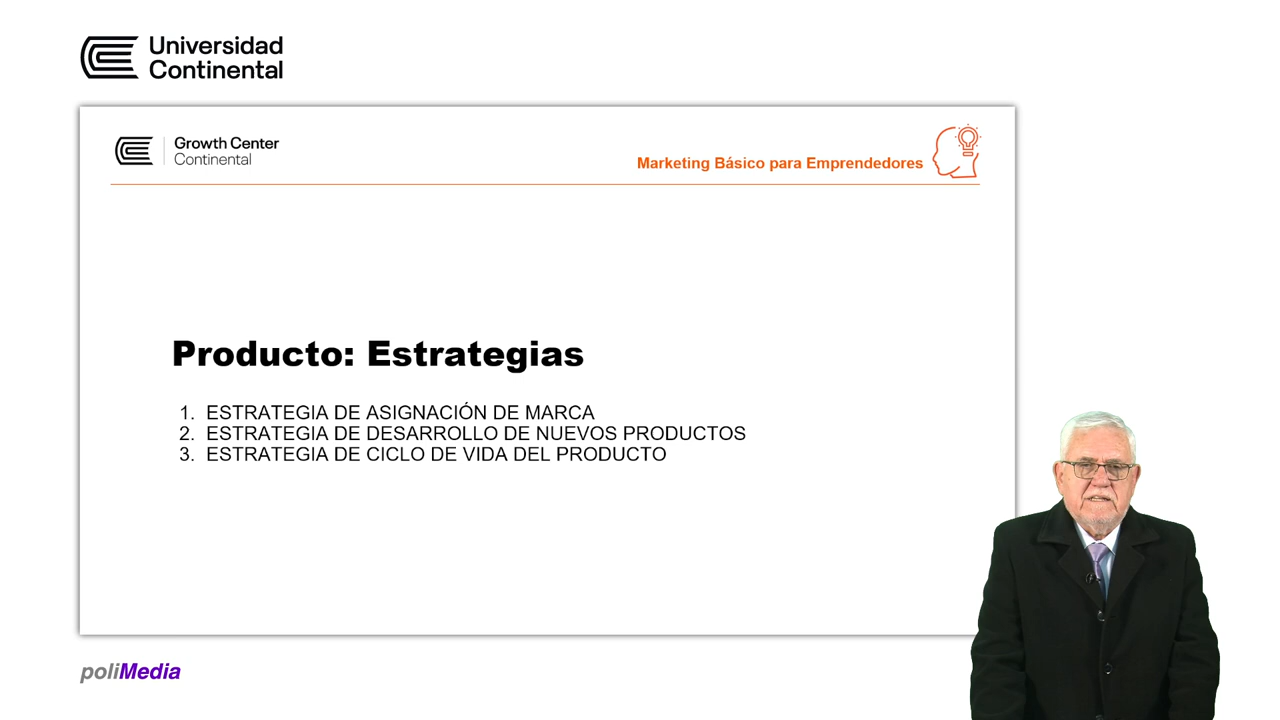 Universidad
Continental
Growth Center
Continental
Marketing Básico para Emprendedores
Producto: Estrategias
1. ESTRATEGIA DE ASIGNACIÓN DE MARCA
2. ESTRATEGIA DE DESARROLLO DE NUEVOS PRODUCTOS
3. ESTRATEGIA DE CICLO DE VIDA DEL PRODUCTO
poliMedia